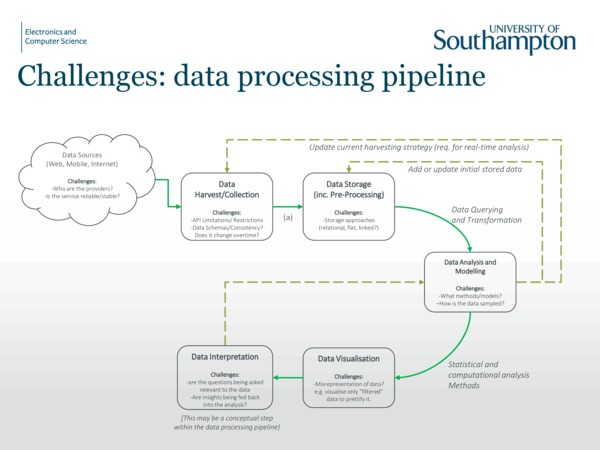 Electronics and
Computer Science
UNIVERSITY OF
Southampton
Challenges: data processing pipeline
Update current harvesting strategy (req. for real-time analysis)
Add or update initial stored data
Data Sources
(Web, Mobile, Internet)
Challenges:
-Who are the providers?
-Is the service reliable/stable?
Data
Harvest/Collection
Challenges:
-API Limtations/ Restrictions
-Data Schemas/Consistency?
Does it change overtime?
(a)
Data Storage
(inc. Pre-Processing)
Challenges:
-Storage approaches
(relational, flat, linked?)
Data Querying
and Transformation
Data Analysis and
Modelling
Challenges:
-What methods/models?
–How is the data sampled?
Statistical and
computational analysis
Methods
Data Visualisation
Challenges:
-Misrepresentation of data?
e.g. visualise only "filtered"
data to prettify it.
Data Interpretation
Challenges:
-are the questions being asked
relevant to the data
-Are insights being fed back
into the analysis?
[This may be a conceptual step
within the data processing pipeline)